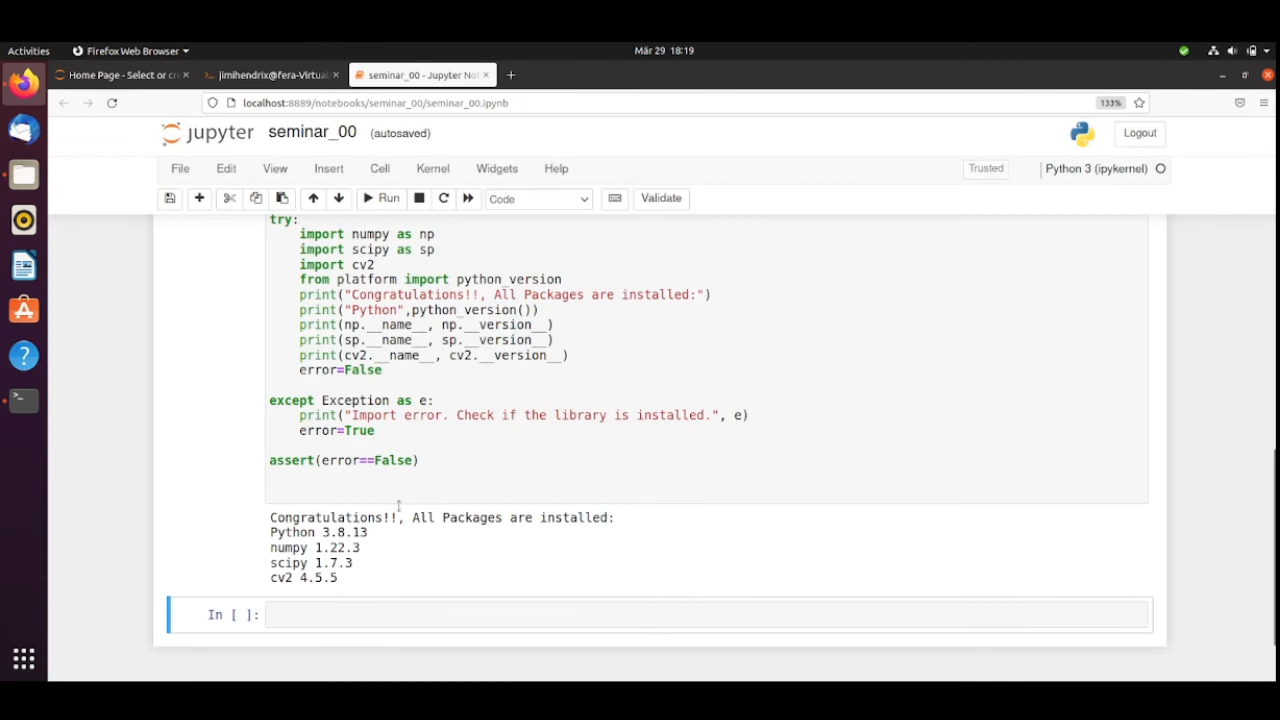 Activities Firefox Web Browser Mär 29 18:19
Home Page - Select or cre jimihendrix@fera-Virtual seminar_00 - Jupyter Not
localhost:8889/notebooks/seminar_00/seminar_00.ipynb 133%
jupyter seminar_00 (autosaved) Logout
File Edit View Insert Cell Kernel Widgets Help Trusted Python 3 (ipykernel)
Run Code Validate
try:
    import numpy as np
    import scipy as sp
    import cv2
    from platform import python_version
    print("Congratulations!!, All Packages are installed:")
    print("Python",python_version())
    print(np.__name__, np.__version__)
    print(sp.__name__, sp.__version__)
    print(cv2.__name__, cv2.__version__)
    error=False
except Exception as e:
    print("Import error. Check if the library is installed.", e)
    error=True
assert(error==False)
Congratulations!!, All Packages are installed:
Python 3.8.13
numpy 1.22.3
scipy 1.7.3
cv2 4.5.5
In [ ]: